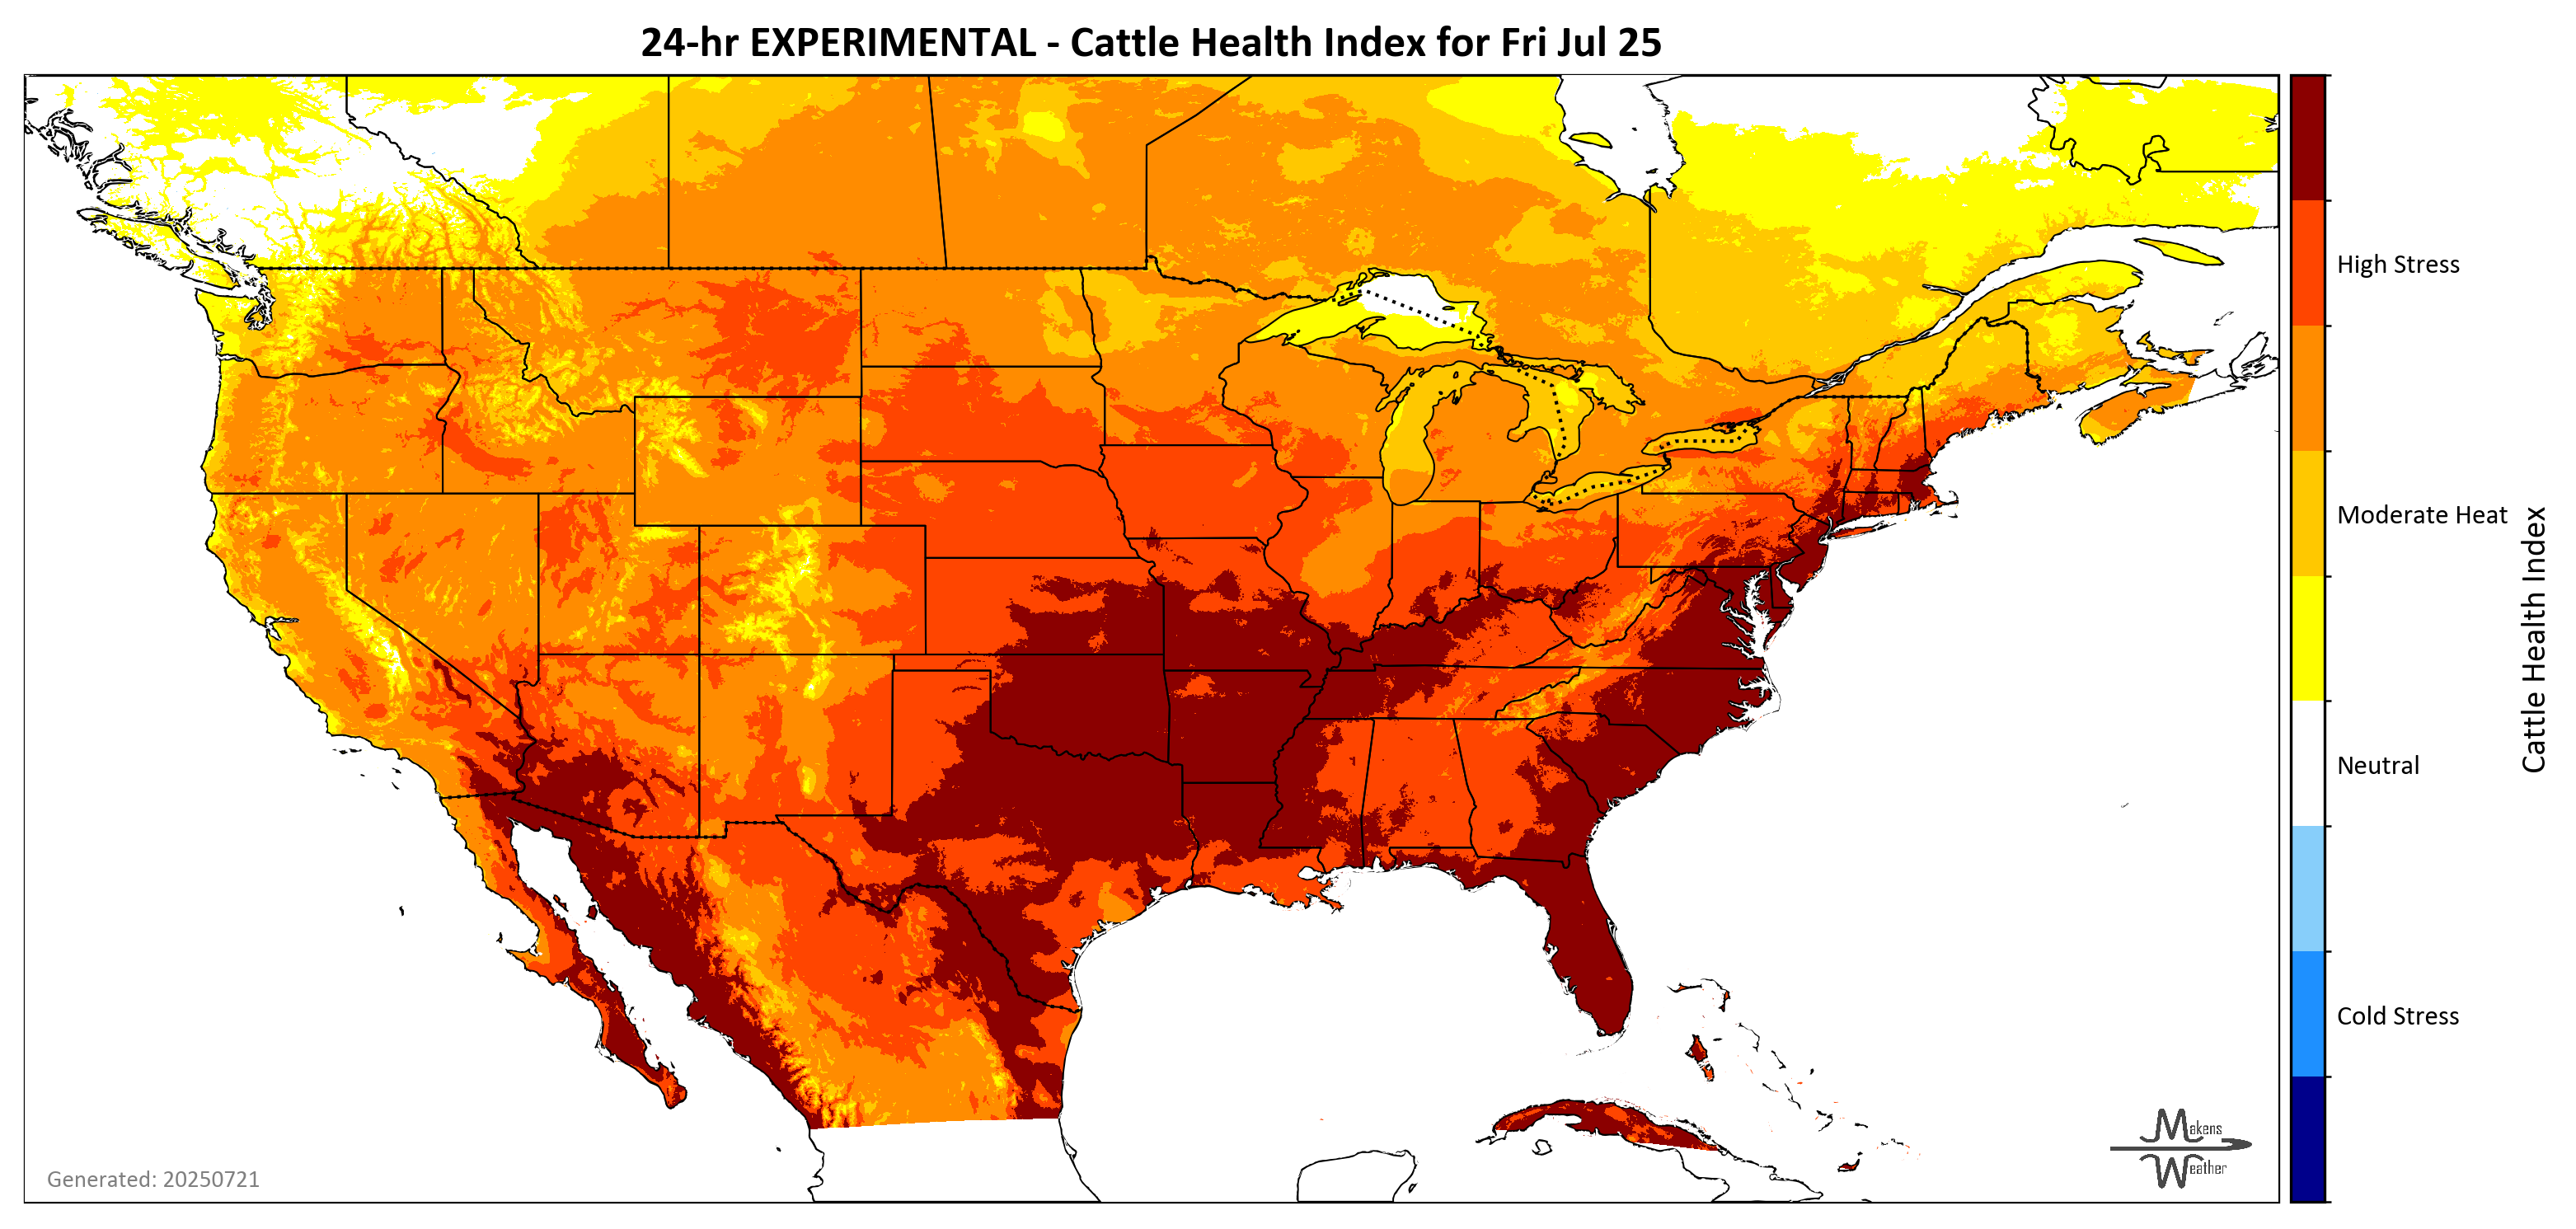 24-hr EXPERIMENTAL - Cattle Health Index for Fri Jul 25
High Stress
Moderate Heat
Neutral
Cold Stress
Cattle Health Index
Makens
Weather
Generated: 20250721